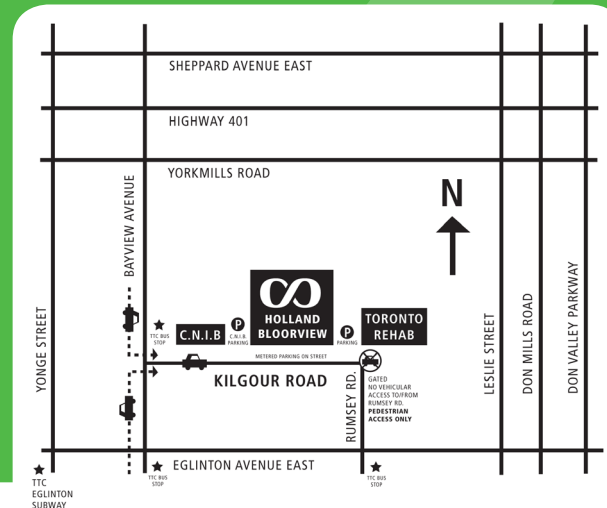 SHEPPARD AVENUE EAST
HIGHWAY 401
YORKMILLS ROAD
BAYVIEW AVENUE
N
YONGE STREET
TTC BUS
STOP
C.N.I.B
P
C.N.I.B.
PARKING
HOLLAND
BLOORVIEW
P
PARKING
TORONTO
REHAB
LESLIE STREET
DON MILLS ROAD
DON VALLEY PARKWAY
METERED PARKING ON STREET
KILGOUR ROAD
RUMSEY RD.
GATED
NO VEHICULAR
ACCESS TO/FROM
RUMSEY RD.
PEDESTRIAN
ACCESS ONLY
EGLINTON AVENUE EAST
TTC
EGLINTON
SUBWAY
TTC BUS
STOP
TTC BUS
STOP